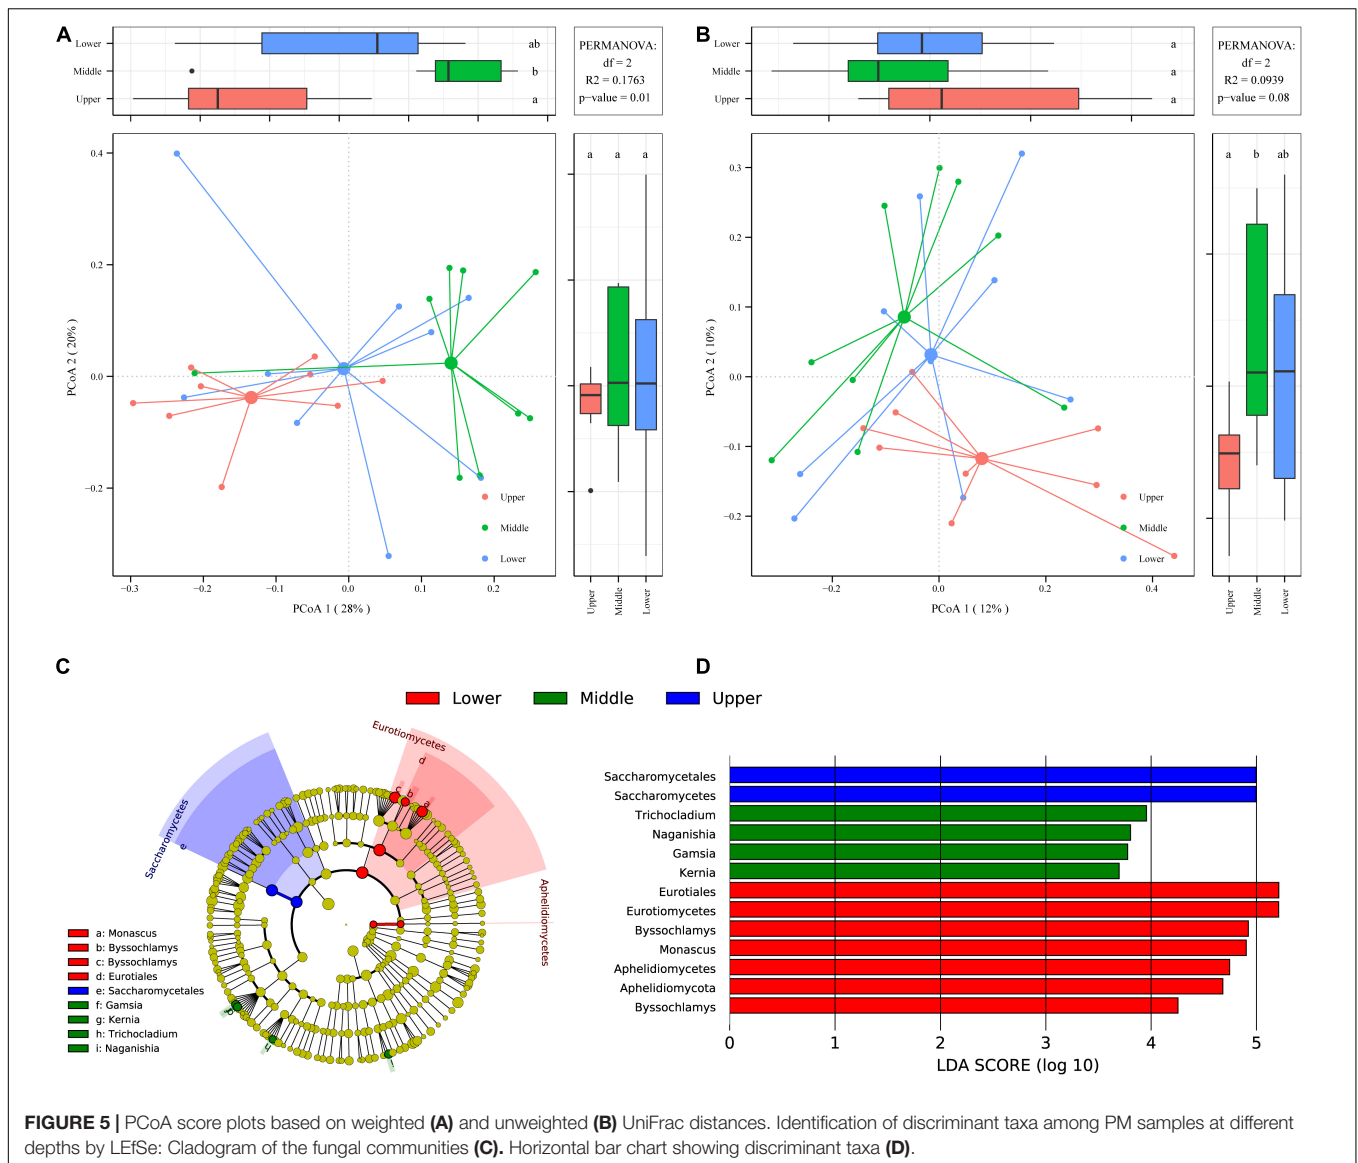 A
Lower
Middle
Upper
ab
b
a
PERMANOVA:
df = 2
R2 = 0.1763
p−value = 0.01
a a a
0.4
0.2
0.0
−0.2
PCoA 2 ( 20% )
Upper
Middle
Lower
−0.3 −0.2 −0.1 0.0 0.1 0.2
PCoA 1 ( 28% )
Upper
Middle
Lower
B
Lower
Middle
Upper
a
a
a
PERMANOVA:
df = 2
R2 = 0.0939
p−value = 0.08
a b ab
0.3
0.2
0.1
0.0
−0.1
−0.2
PCoA 2 ( 10% )
Upper
Middle
Lower
−0.2 0.0 0.2 0.4
PCoA 1 ( 12% )
Upper
Middle
Lower
C
D
Lower Middle Upper
Eurotiomycetes
d
c b a
Saccharomycetes
e
Aphelidiomycetes
a: Monascus
b: Byssochlamys
c: Byssochlamys
d: Eurotiales
e: Saccharomycetales
f: Gamsia
g: Kernia
h: Trichocladium
i: Naganishia
Saccharomycetales
Saccharomycetes
Trichocladium
Naganishia
Gamsia
Kernia
Eurotiales
Eurotiomycetes
Byssochlamys
Monascus
Aphelidiomycetes
Aphelidiomycota
Byssochlamys
0 1 2 3 4 5
LDA SCORE (log 10)
FIGURE 5 | PCoA score plots based on weighted (A) and unweighted (B) UniFrac distances. Identification of discriminant taxa among PM samples at different
depths by LEfSe: Cladogram of the fungal communities (C). Horizontal bar chart showing discriminant taxa (D).